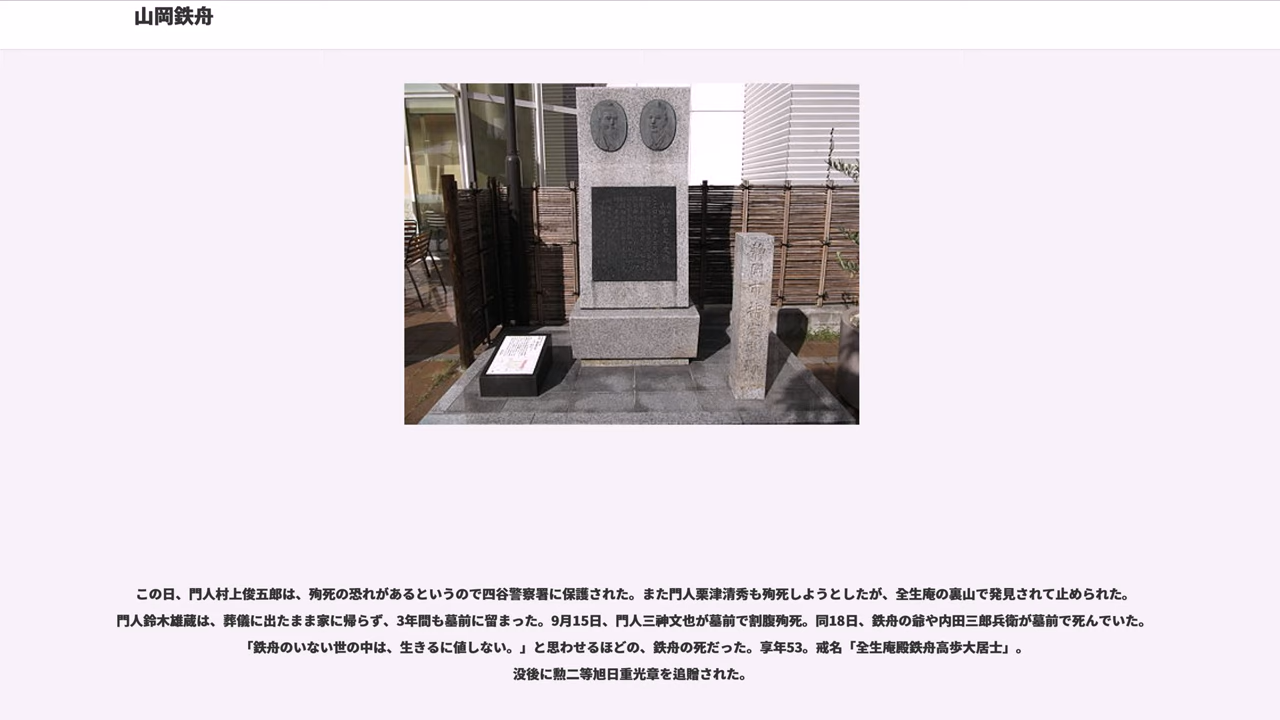 山岡鉄舟
この日、門人村上俊五郎は、殉死の恐れがあるというので四谷警察署に保護された。また門人栗津清秀も殉死しようとしたが、全生庵の裏山で発見されて止められた。
門人鈴木雄蔵は、葬儀に出たまま家に帰らず、3年間も墓前に留まった。9月15日、門人三神文也が墓前で割腹殉死。同18日、鉄舟の爺や内田三郎兵衛が墓前で死んでいた。
「鉄舟のいない世の中は、生きるに値しない。」と思わせるほどの、鉄舟の死だった。享年53。戒名「全生庵殿鉄舟高歩大居士」。
没後に勲二等旭日重光章を追贈された。